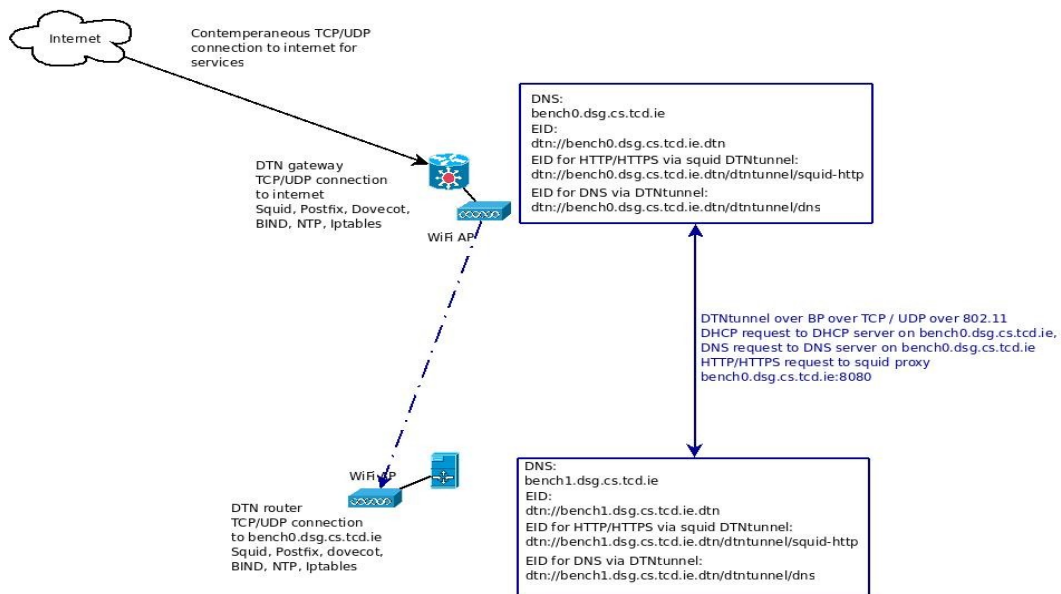 Internet
Contemperaneous TCP/UDP
connection to internet for
services
DTN gateway
TCP/UDP connection
to internet
Squid, Postfix, Dovecot,
BIND, NTP, Iptables
WiFi AP
DNS:
bench0.dsg.cs.tcd.ie
EID:
dtn://bench0.dsg.cs.tcd.ie.dtn
EID for HTTP/HTTPS via squid DTNtunnel:
dtn://bench0.dsg.cs.tcd.ie.dtn/dtntunnel/squid-http
EID for DNS via DTNtunnel:
dtn://bench0.dsg.cs.tcd.ie.dtn/dtntunnel/dns
DTNtunnel over BP over TCP / UDP over 802.11
DHCP request to DHCP server on bench0.dsg.cs.tcd.ie,
DNS request to DNS server on bench0.dsg.cs.tcd.ie
HTTP/HTTPS request to squid proxy
bench0.dsg.cs.tcd.ie:8080
WiFi AP
DTN router
TCP/UDP connection
to bench0.dsg.cs.tcd.ie
Squid, Postfix, dovecot,
BIND, NTP, Iptables
DNS:
bench1.dsg.cs.tcd.ie
EID:
dtn://bench1.dsg.cs.tcd.ie.dtn
EID for HTTP/HTTPS via squid DTNtunnel:
dtn://bench1.dsg.cs.tcd.ie.dtn/dtntunnel/squid-http
EID for DNS via DTNtunnel:
dtn://bench1.dsg.cs.tcd.ie.dtn/dtntunnel/dns